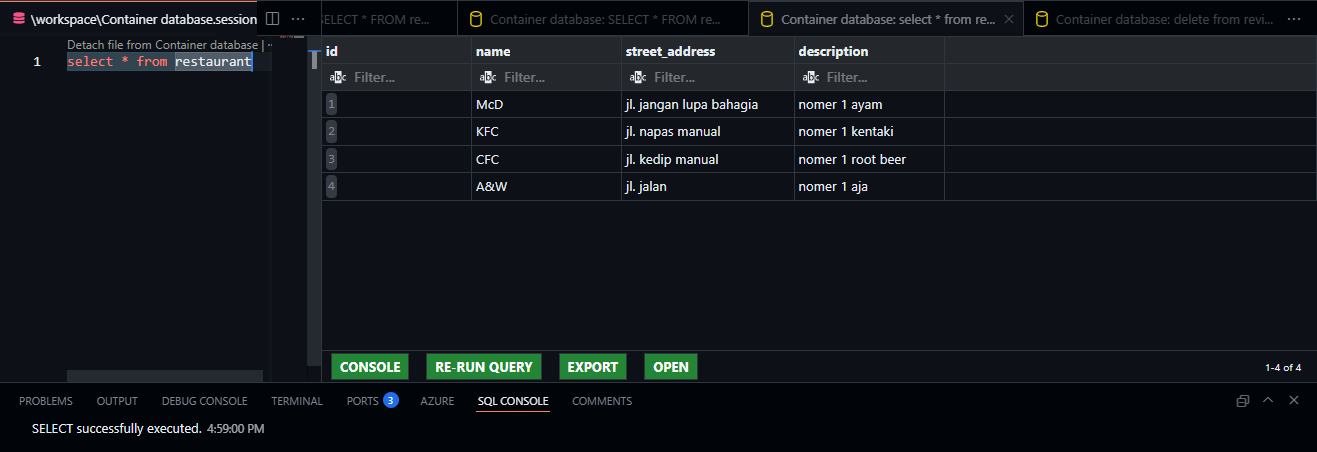 \workspace\Container database.session
SELECT * FROM re...
Container database: SELECT * FROM re...
Container database: select * from re...
Container database: delete from revi...
Detach file from Container database |
1 select * from restaurant
id name street_address description
abc Filter... abc Filter... abc Filter... abc Filter...
1 McD jl. jangan lupa bahagia nomer 1 ayam
2 KFC jl. napas manual nomer 1 kentaki
3 CFC jl. kedip manual nomer 1 root beer
4 A&W jl. jalan nomer 1 aja
CONSOLE RE-RUN QUERY EXPORT OPEN 1-4 of 4
PROBLEMS OUTPUT DEBUG CONSOLE TERMINAL PORTS 3 AZURE SQL CONSOLE COMMENTS
SELECT successfully executed. 4:59:00 PM